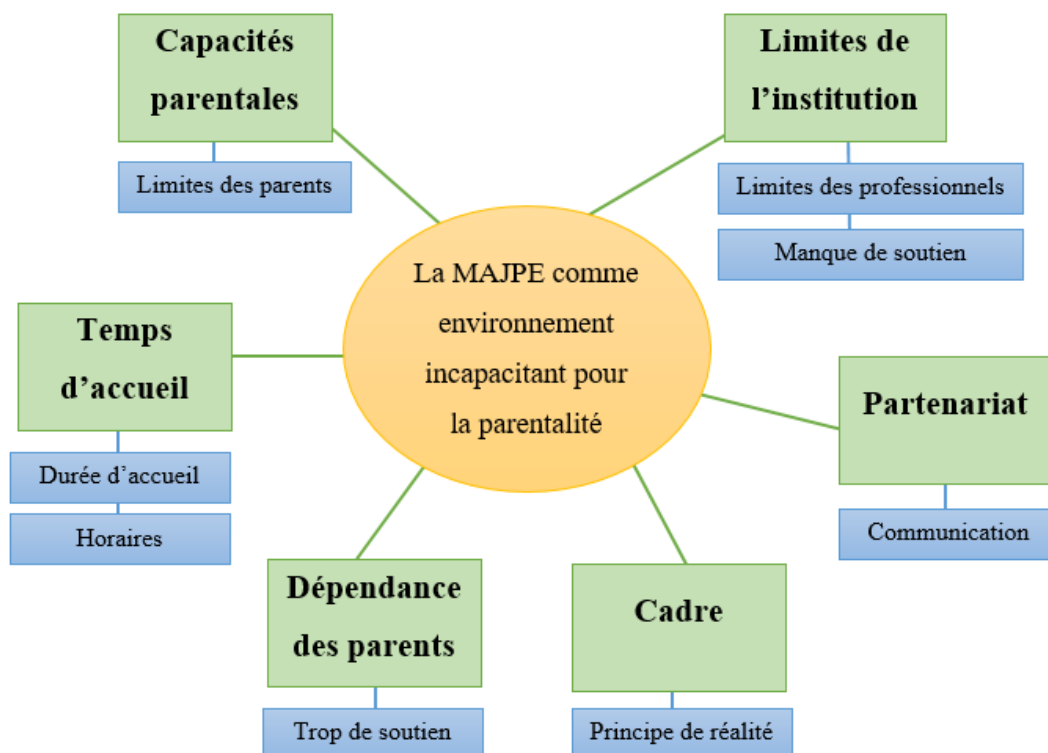 Capacités
parentales
Limites des parents
Limites de
l’institution
Limites des professionnels
Manque de soutien
La MAJPE comme
environnement
incapacitant pour
la parentalité
Temps
d’accueil
Durée d’accueil
Horaires
Partenariat
Communication
Dépendance
des parents
Trop de soutien
Cadre
Principe de réalité